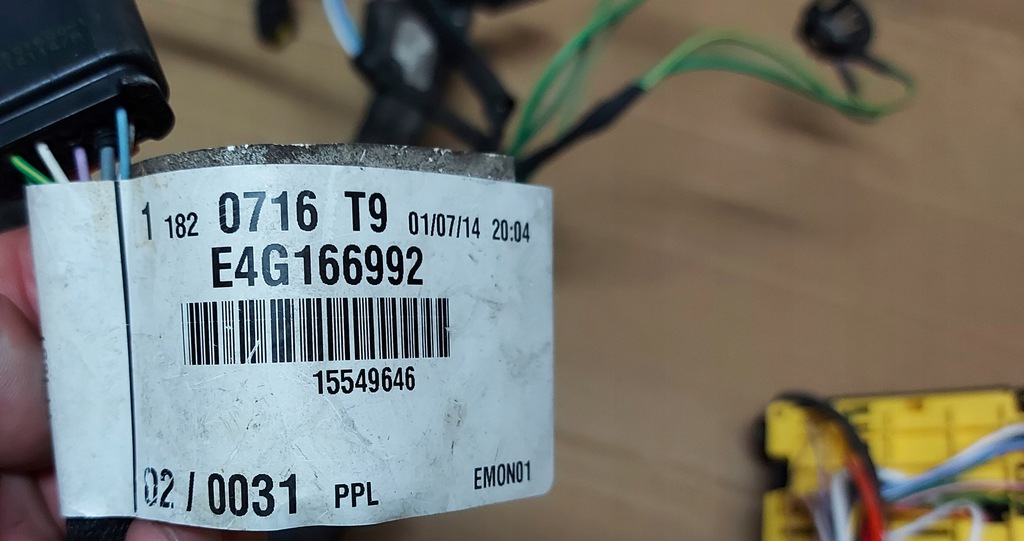 1 182 0716 T9 01/07/14 20:04
E4G166992
15549646
02 / 0031 PPL EMON01